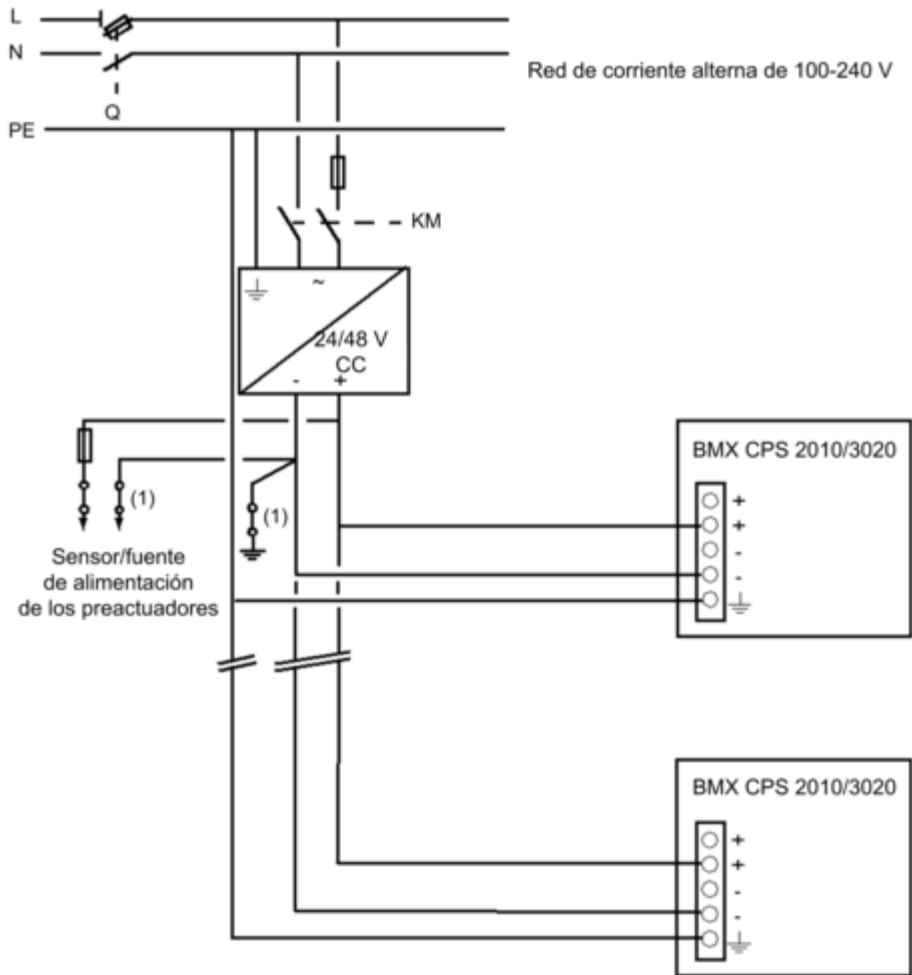 L
N
Red de corriente alterna de 100-240 V
Q
PE
KM
~
24/48 V
CC
- +
BMX CPS 2010/3020
+
+
-
-
(1)
(1)
Sensor/fuente
de alimentación
de los preactuadores
BMX CPS 2010/3020
+
+
-
-